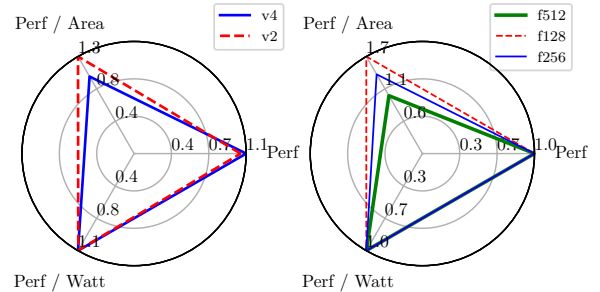 Perf / Area
v4
v2
1.3
0.8
0.4
0.4
0.7
1.1
Perf
0.4
0.8
1.1
Perf / Watt
Perf / Area
f512
f128
f256
1.7
1.1
0.6
0.3
0.7
1.0
Perf
0.3
0.7
1.0
Perf / Watt